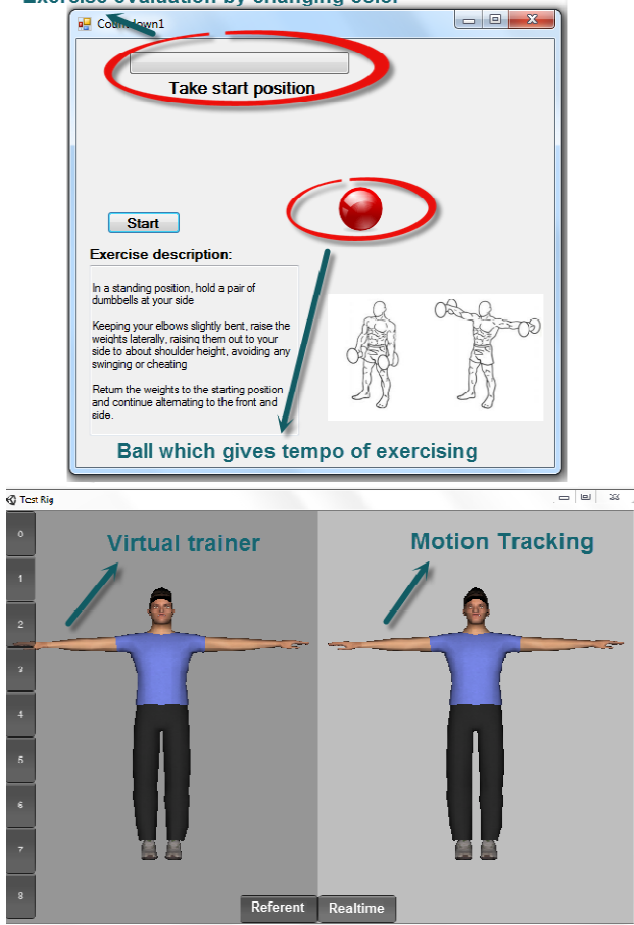 Exercise evaluation by changing color
Countdown1
Take start position
Start
Exercise description:
In a standing position, hold a pair of
dumbbells at your side
Keeping your elbows slightly bent, raise the
weights laterally, raising them out to your
side to about shoulder height, avoiding any
swinging or cheating
Return the weights to the starting position
and continue alternating to the front and
side.
Ball which gives tempo of exercising
Test Rig
0
Virtual trainer
Motion Tracking
1
2
3
4
5
6
7
8
Referent
Realtime